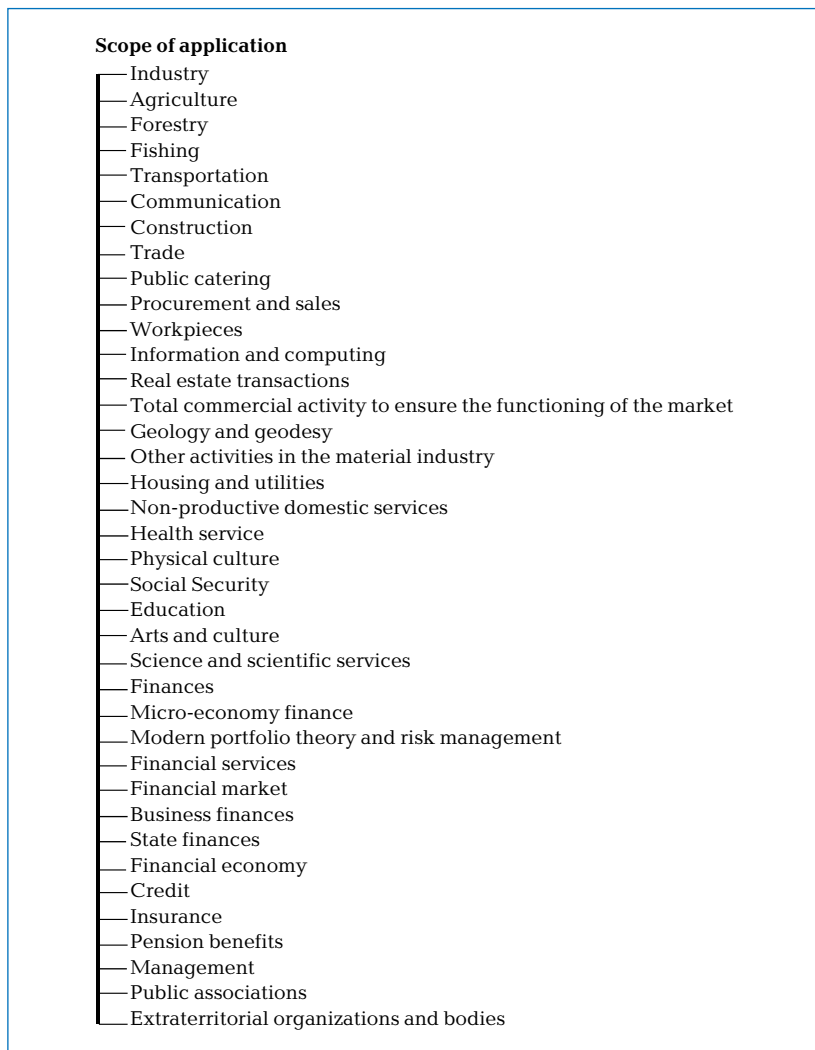 Scope of application
Industry
Agriculture
Forestry
Fishing
Transportation
Communication
Construction
Trade
Public catering
Procurement and sales
Workpieces
Information and computing
Real estate transactions
Total commercial activity to ensure the functioning of the market
Geology and geodesy
Other activities in the material industry
Housing and utilities
Non-productive domestic services
Health service
Physical culture
Social Security
Education
Arts and culture
Science and scientific services
Finances
Micro-economy finance
Modern portfolio theory and risk management
Financial services
Financial market
Business finances
State finances
Financial economy
Credit
Insurance
Pension benefits
Management
Public associations
Extraterritorial organizations and bodies